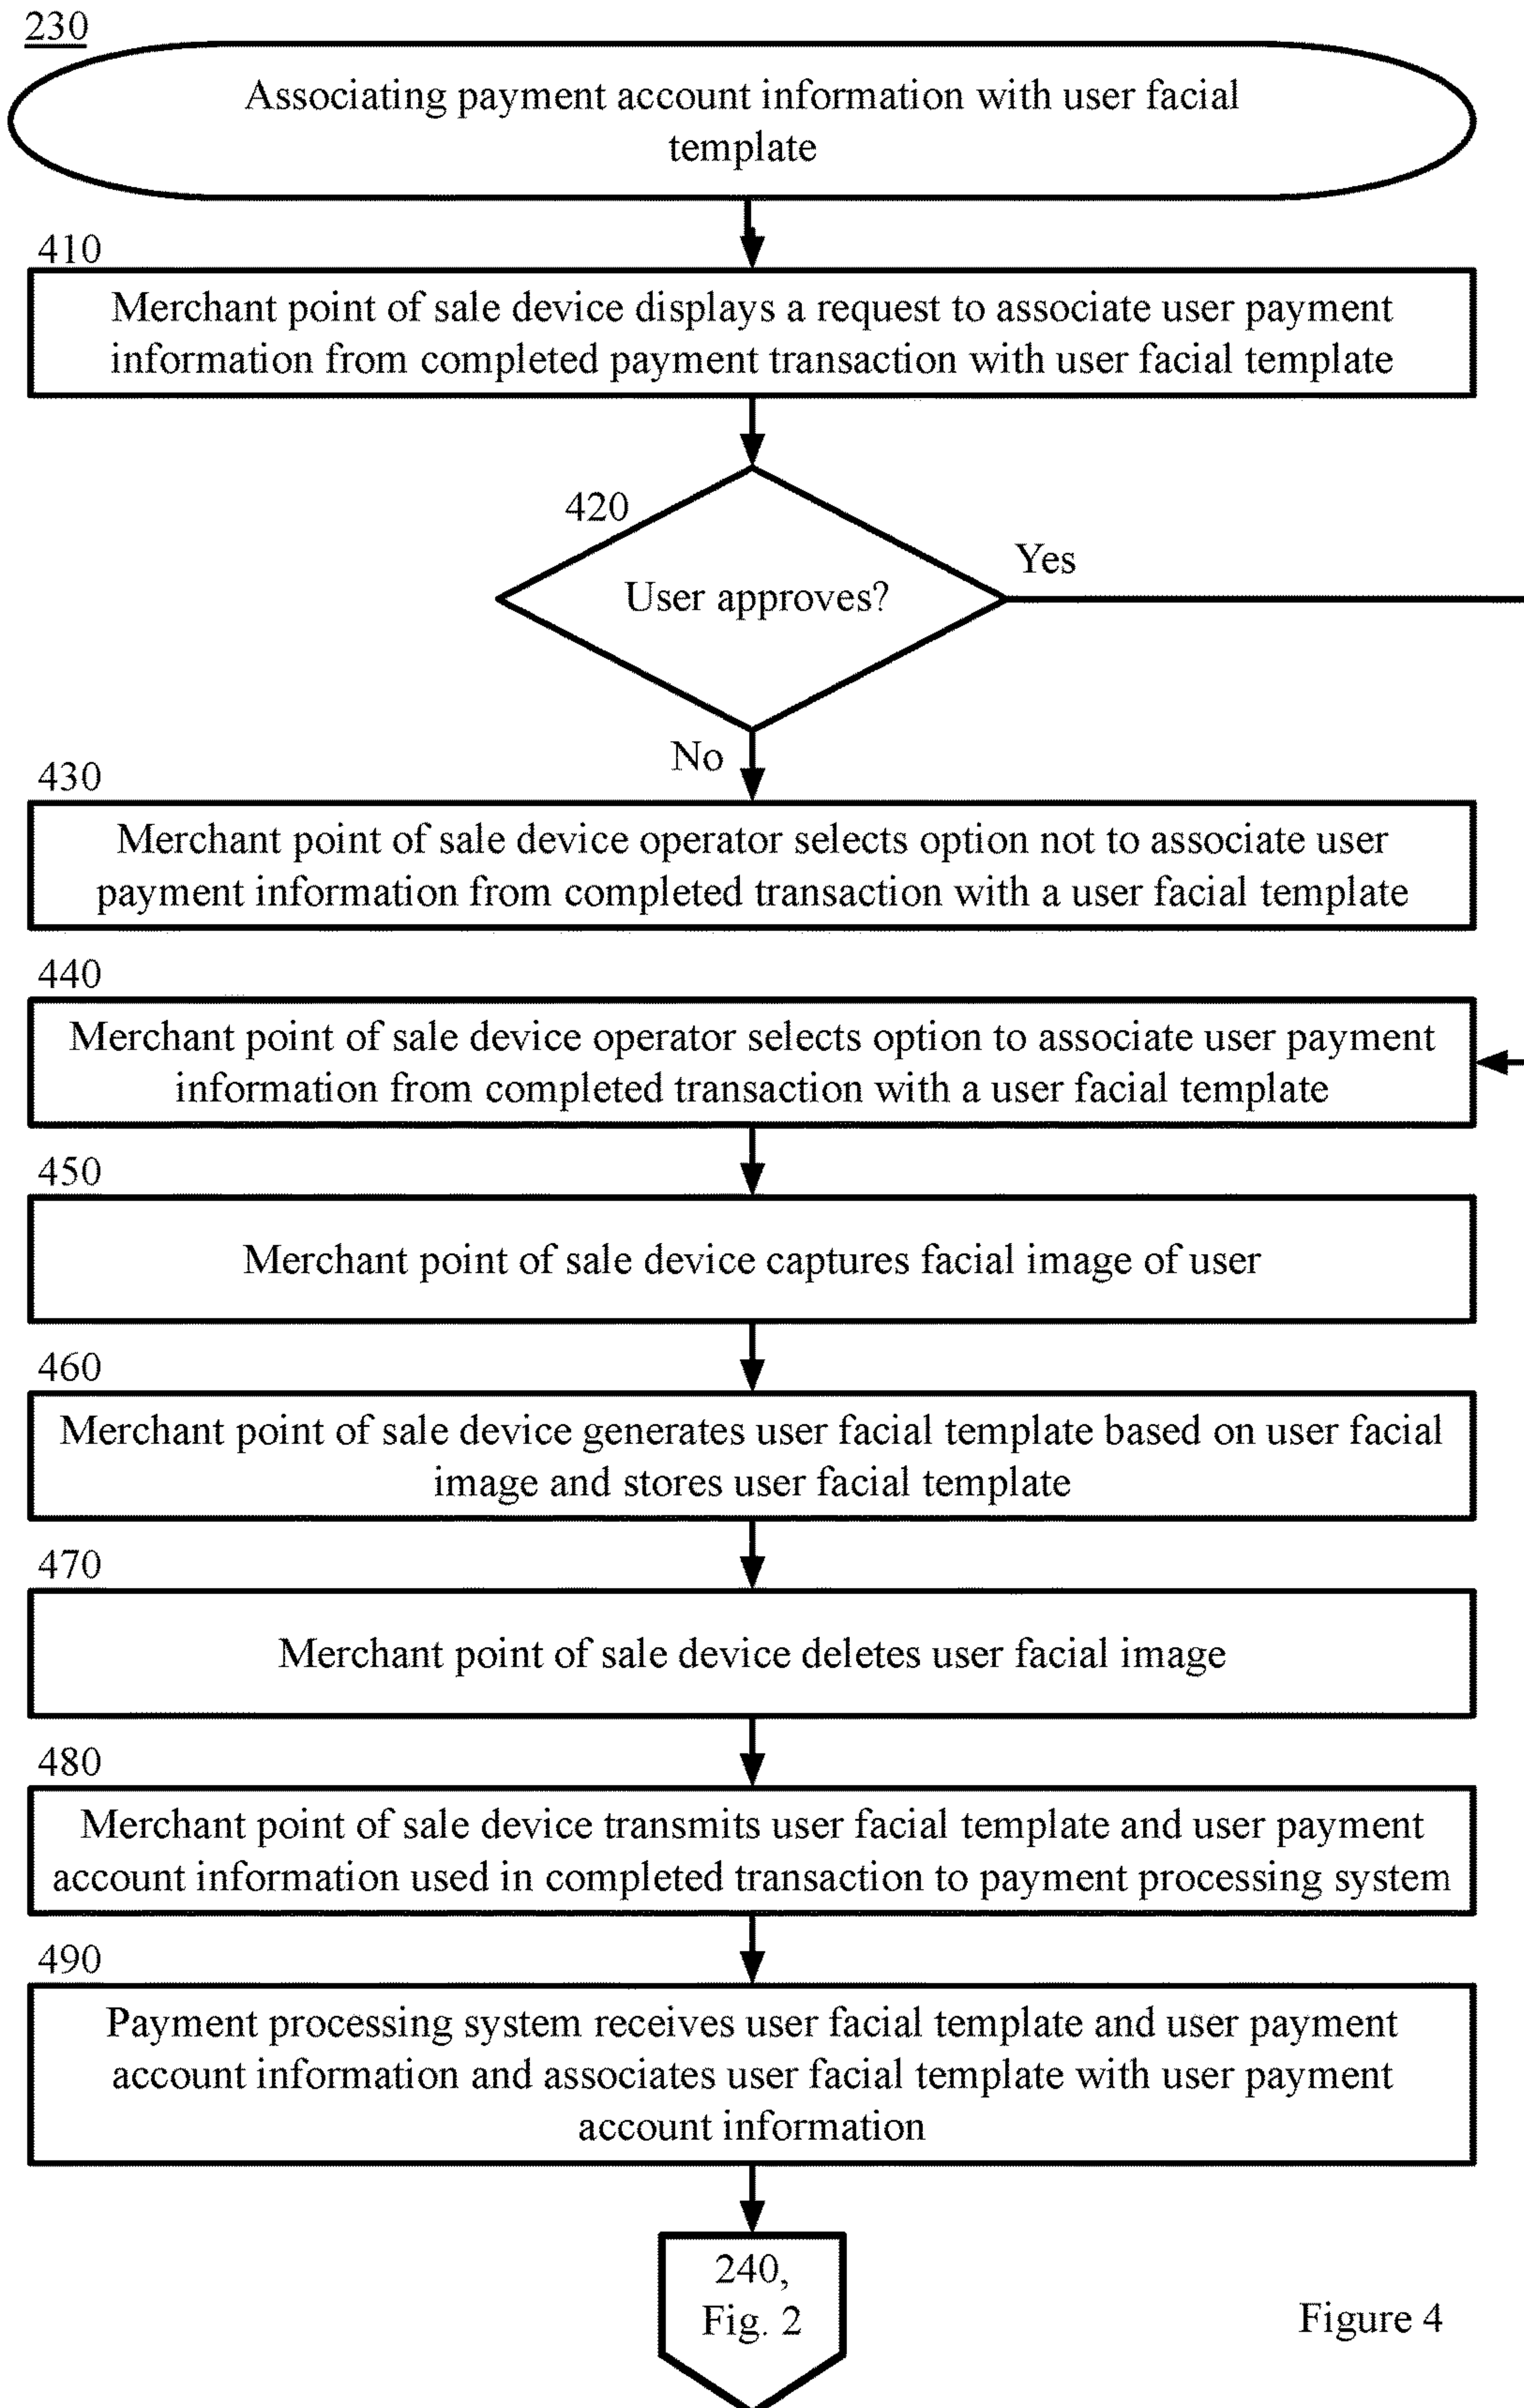 230
Associating payment account information with user facial
template
410
Merchant point of sale device displays a request to associate user payment
information from completed payment transaction with user facial template
420
Yes
User approves?
No
430
Merchant point of sale device operator selects option not to associate user
payment information from completed transaction with a user facial template
440
Merchant point of sale device operator selects option to associate user payment
information from completed transaction with a user facial template
450
Merchant point of sale device captures facial image of user
460
Merchant point of sale device generates user facial template based on user facial
image and stores user facial template
470
Merchant point of sale device deletes user facial image
480
Merchant point of sale device transmits user facial template and user payment
account information used in completed transaction to payment processing system
490
Payment processing system receives user facial template and user payment
account information and associates user facial template with user payment
account information
240,
Fig. 2
Figure 4